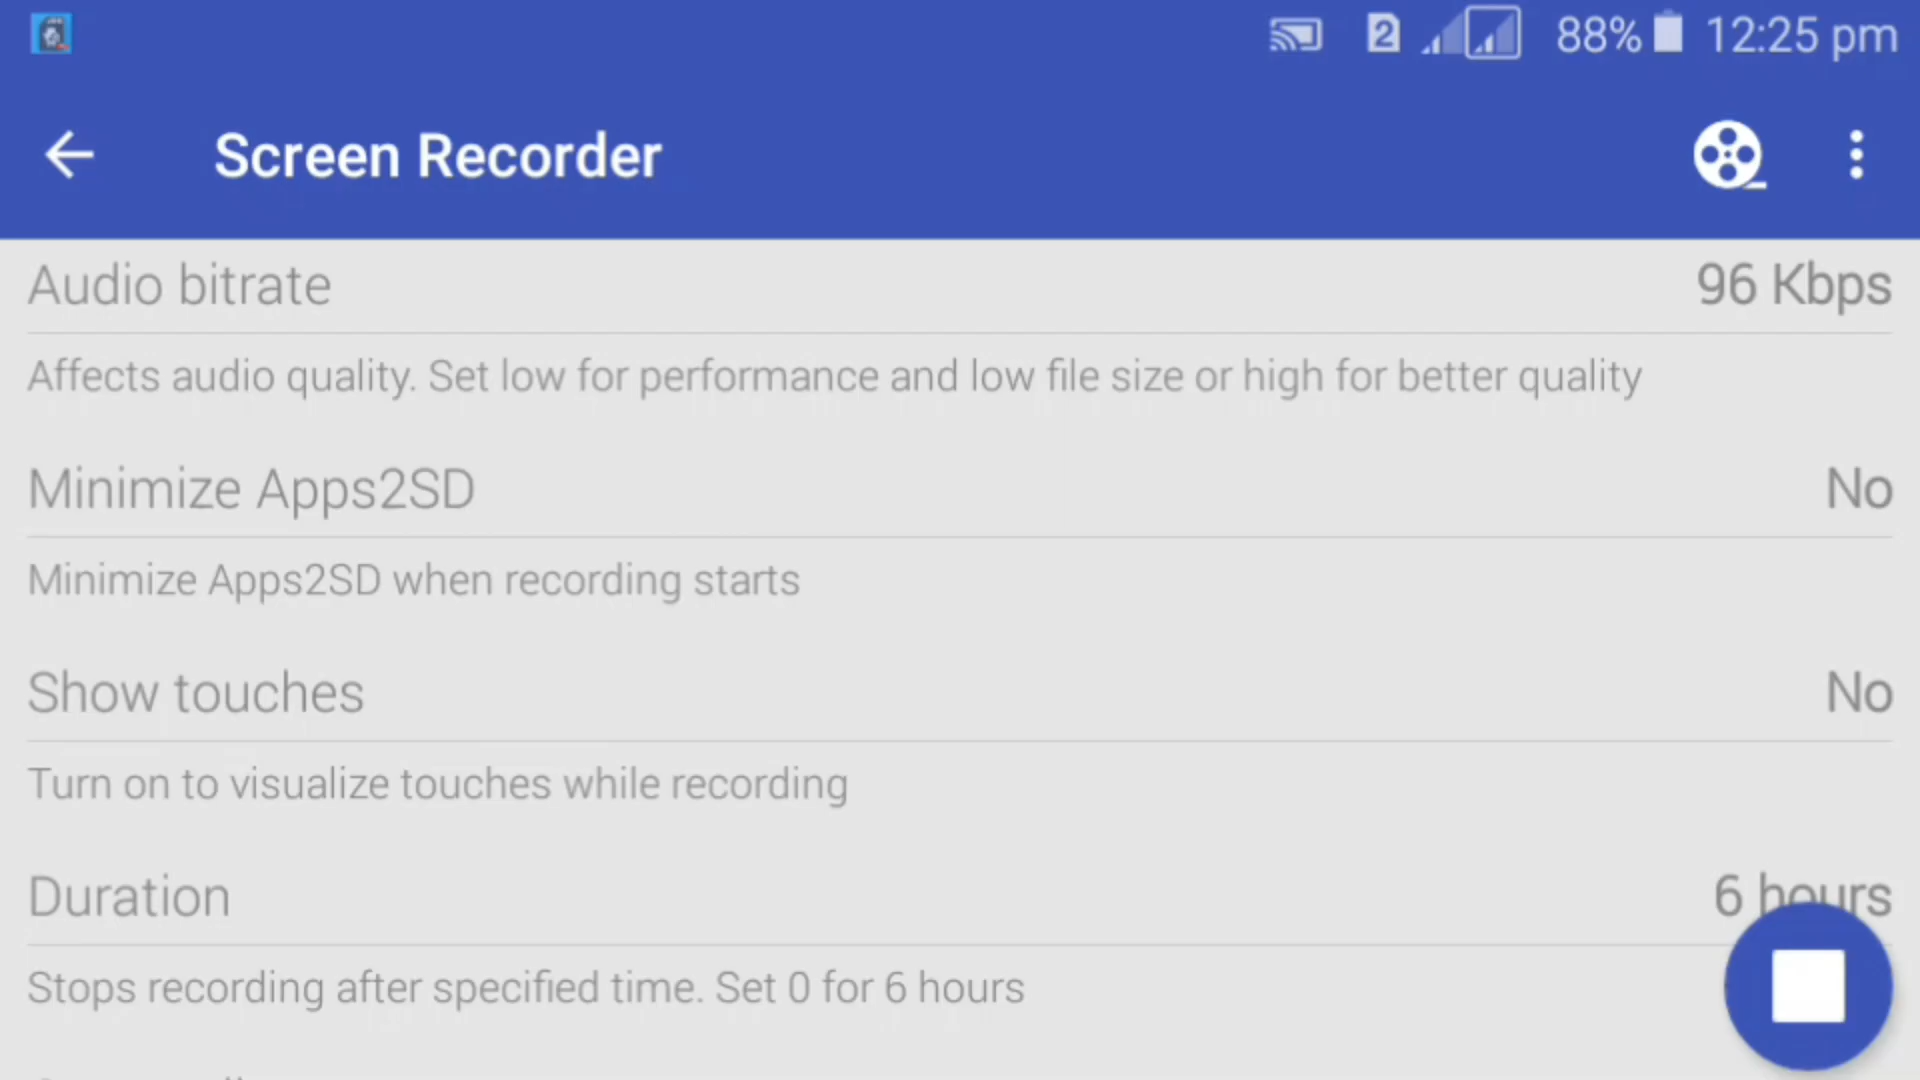 2 88% 12:25 pm
Screen Recorder
Audio bitrate 96 Kbps
Affects audio quality. Set low for performance and low file size or high for better quality
Minimize Apps2SD No
Minimize Apps2SD when recording starts
Show touches No
Turn on to visualize touches while recording
Duration 6 hours
Stops recording after specified time. Set 0 for 6 hours